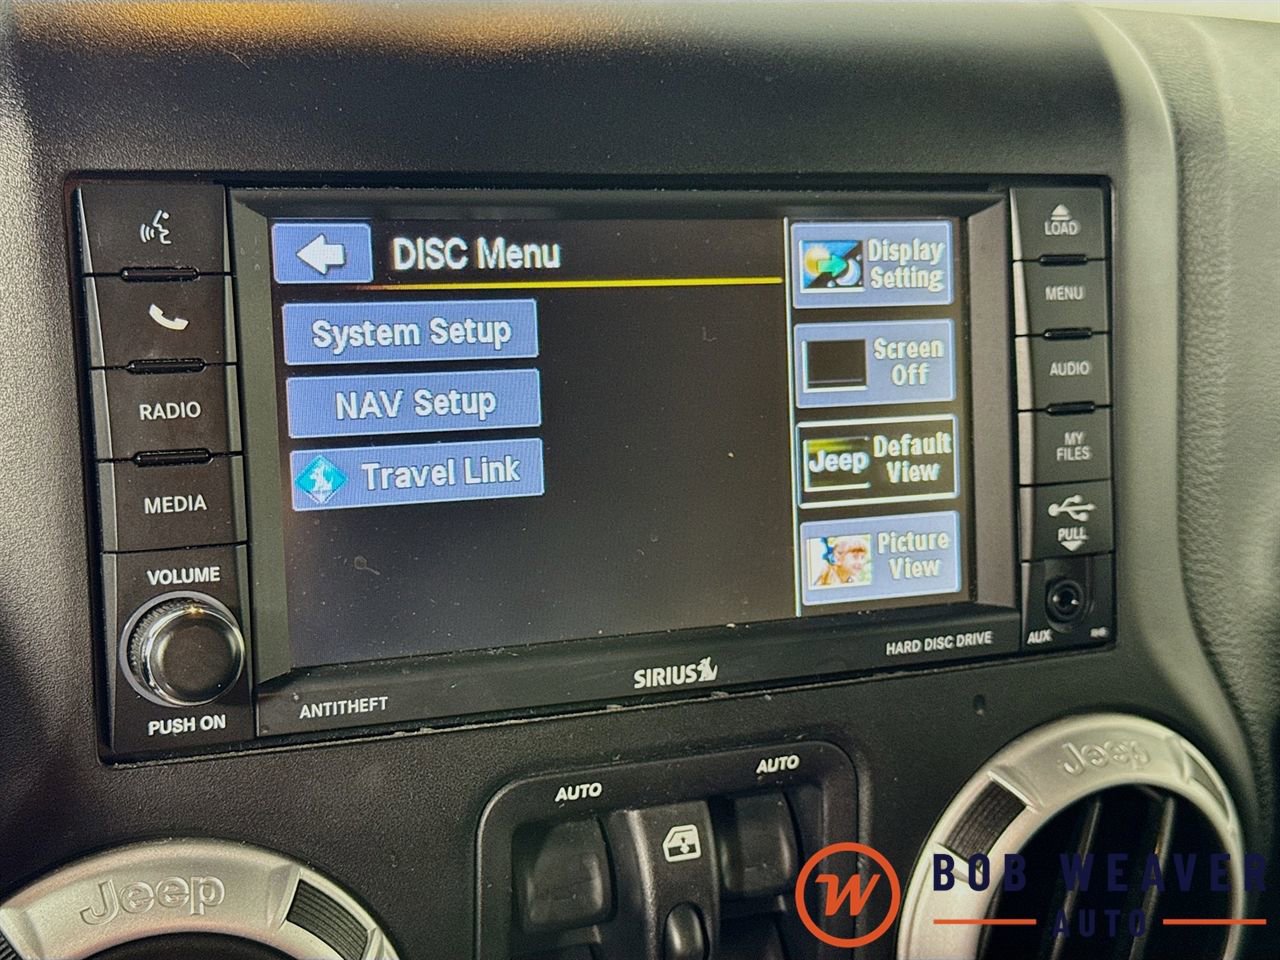 DISC Menu
System Setup
NAV Setup
Travel Link
Display
Setting
Screen
Off
Jeep
Default
View
Picture
View
RADIO
MEDIA
VOLUME
PUSH ON
LOAD
MENU
AUDIO
MY
FILES
PULL
AUX
ANTITHEFT
SIRIUS
HARD DISC DRIVE
AUTO
AUTO
Jeep
Jeep
W
BOB WEAVER
AUTO